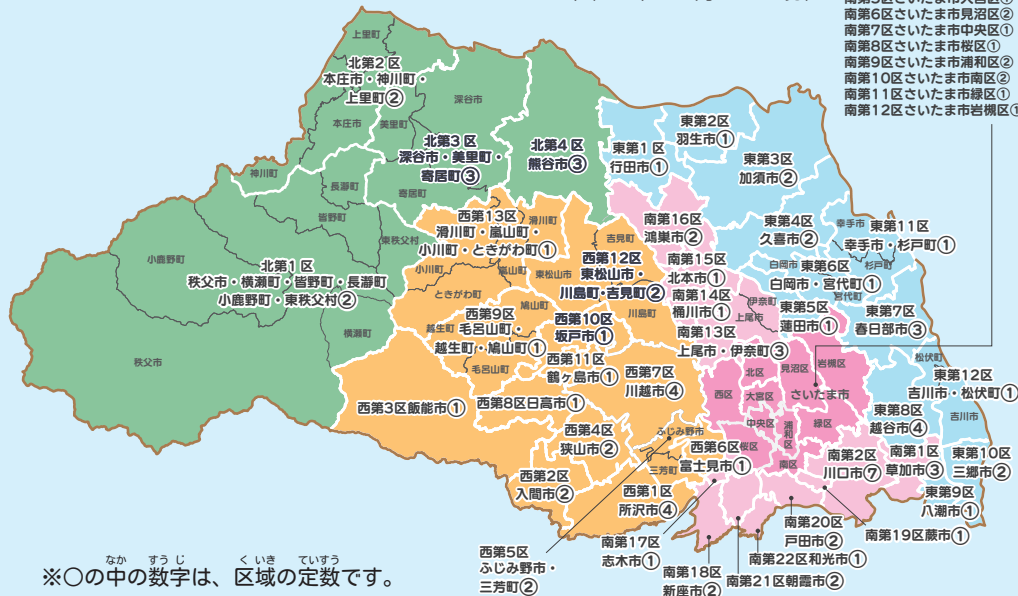 南第6区さいたま市見沼区②
南第7区さいたま市中央区①
南第8区さいたま市桜区①
南第9区さいたま市浦和区②
南第10区さいたま市南区②
南第11区さいたま市緑区①
南第12区さいたま市岩槻区①
上里町
北第2区
本庄市・神川町・
上里町②
本庄市
美里町
深谷市
神川町
北第3区
深谷市・美里町・
寄居町③
寄居町
北第4区
熊谷市③
長瀞町
皆野町
東秩父村
小鹿野町
北第1区
秩父市・横瀬町・皆野町・長瀞町
小鹿野町・東秩父村②
横瀬町
秩父市
西第13区
滑川町・嵐山町・
小川町・ときがわ町①
滑川町
小川町
嵐山町
東松山市
吉見町
西第12区
東松山市・
川島町・吉見町②
ときがわ町
鳩山町
川島町
越生町
西第9区
毛呂山町・
越生町・鳩山町①
毛呂山町
西第10区
坂戸市①
西第11区
鶴ヶ島市①
西第7区
川越市④
西第3区飯能市①
西第8区日高市①
西第4区
狭山市②
ふじみ野市
三芳町
西第6区
富士見市①
西第2区
入間市②
西第1区
所沢市④
西第5区
ふじみ野市・
三芳町②
東第1区
行田市①
東第2区
羽生市①
東第3区
加須市②
東第4区
久喜市②
幸手市
東第11区
幸手市・杉戸町①
杉戸町
白岡市
東第6区
白岡市・宮代町①
宮代町
東第5区
蓮田市①
東第7区
春日部市③
松伏町
東第12区
吉川市・松伏町①
吉川市
東第8区
越谷市④
東第10区
三郷市②
東第9区
八潮市①
南第16区
鴻巣市②
南第15区
北本市①
南第14区
桶川市①
伊奈町
上尾市
南第13区
上尾市・伊奈町③
西区
北区
見沼区
岩槻区
大宮区
さいたま市
中央区
浦和区
緑区
桜区
南区
南第2区
川口市⑦
南第1区
草加市③
南第19区蕨市①
南第20区
戸田市②
南第22区和光市①
南第21区朝霞市②
南第17区
志木市①
南第18区
新座市②
※○の中の数字は、区域の定数です。
なか すうじ くいき ていすう